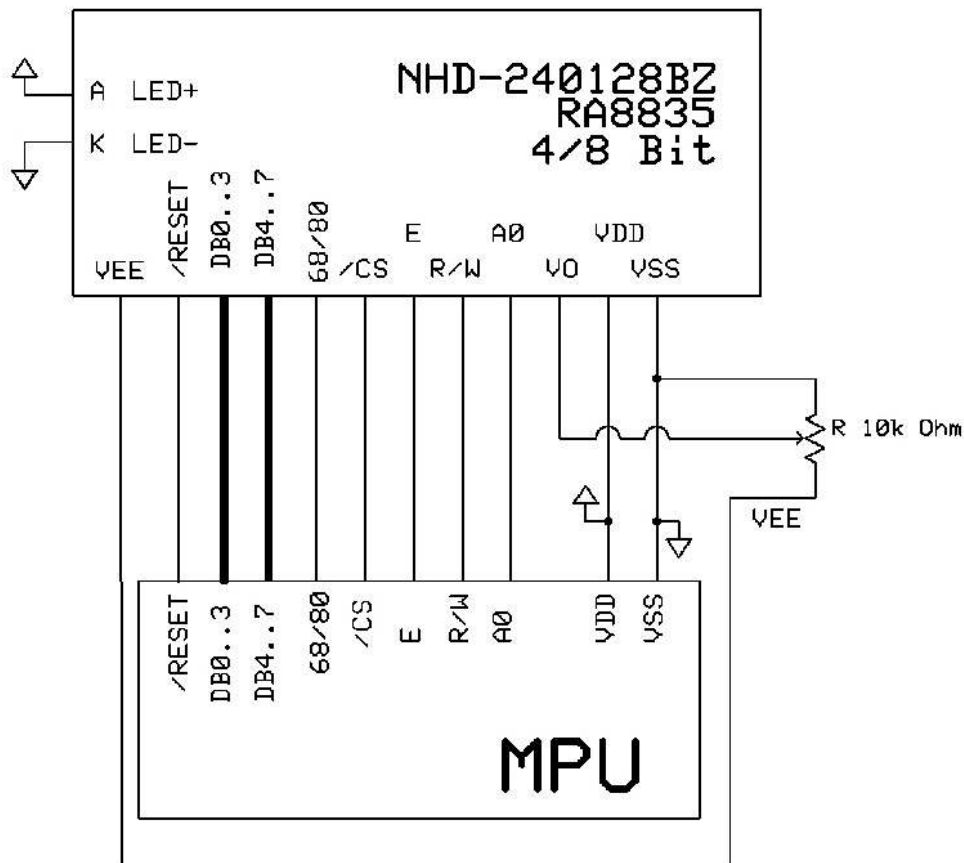 NHD-240128BZ
RA8835
4/8 Bit
A LED+
K LED-
VEE
/RESET
DB0..3
DB4..7
68/80
/CS
E
R/W
A0
VO
VDD
VSS
R 10k Ohm
VEE
/RESET
DB0..3
DB4..7
68/80
/CS
E
R/W
A0
VDD
VSS
MPU